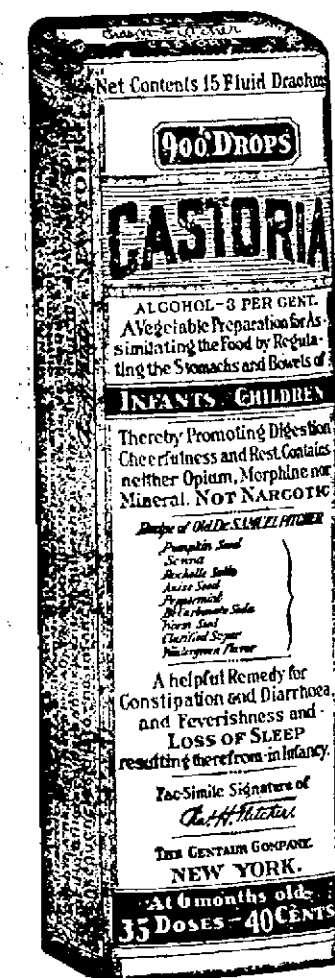 Net Contents 15 Fluid Drachms
900 DROPS
CASTORIA
ALCOHOL-3 PER CENT.
A Vegetable Preparation for As-
similating the Food by Regula-
ting the Stomachs and Bowels of
INFANTS CHILDREN
Thereby Promoting Digestion
Cheerfulness and Rest. Contains
neither Opium, Morphine nor
Mineral. NOT NARCOTIC
Recipe of Old Dr. SAMUEL PITCHER
Pumpkin Seed
Senna
Rochelle Salts
Anise Seed
Peppermint
Bi Carbonate Soda
Worm Seed
Clarified Sugar
Wintergreen Flavor
A helpful Remedy for
Constipation and Diarrhoea,
and Feverishness and
LOSS OF SLEEP
resulting therefrom-in Infancy.
Fac-Simile Signature of
Chas. H. Fletcher.
THE CENTAUR COMPANY.
NEW YORK.
At 6 months old
35 DOSES-40 CENTS